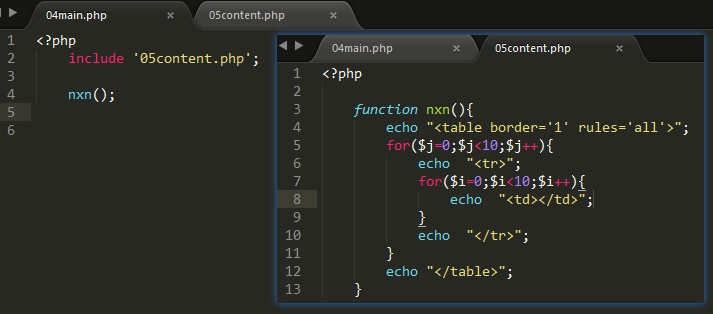 04main.php × 05content.php ×
1 <?php
2     include '05content.php';
3
4     nxn();
5
6
04main.php × 05content.php ×
1 <?php
2
3     function nxn(){
4         echo "<table border='1' rules='all'>";
5         for($j=0;$j<10;$j++){
6             echo  "<tr>";
7             for($i=0;$i<10;$i++){
8                 echo  "<td></td>";
9             }
10             echo  "</tr>";
11         }
12         echo "</table>";
13     }